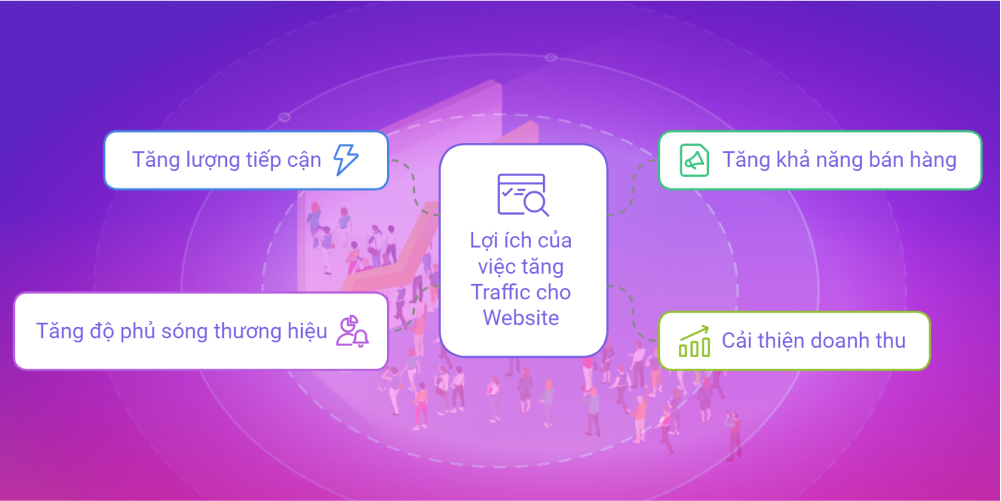 Tăng lượng tiếp cận
Tăng khả năng bán hàng
Lợi ích của
việc tăng
Traffic cho
Website
Tăng độ phủ sóng thương hiệu
Cải thiện doanh thu